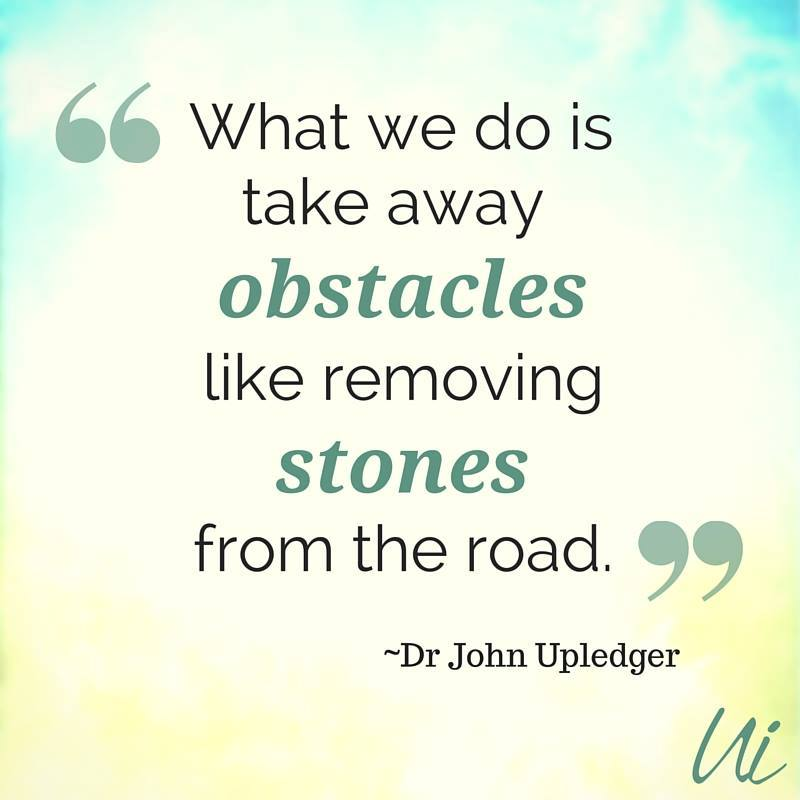 “
What we do is
take away
obstacles
like removing
stones
from the road.
”
~Dr John Upledger
Ui